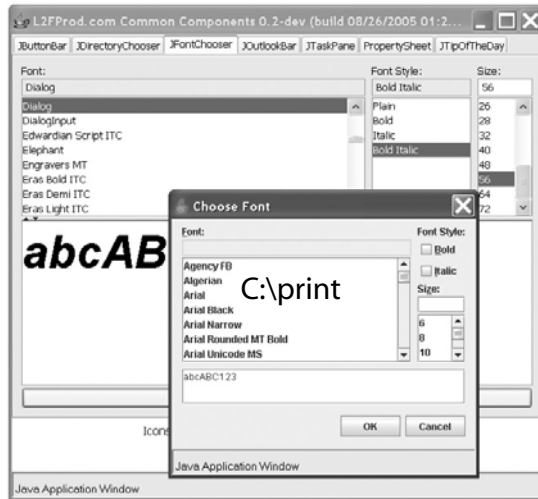 L2FProd.com Common Components 0.2-dev (build 08/26/2005 01:2...
JButtonBar JDirectoryChooser JFontChooser JOutlookBar JTaskPane PropertySheet JTipOfTheDay
Font: Font Style: Size:
Dialog Bold Italic 56
Dialog Plain 26
DialogInput Bold 28
Edwardian Script ITC Italic 32
Elephant Bold Italic 40
Engravers MT 48
Eras Bold ITC 56
Eras Demi ITC 64
Eras Light ITC 72
abcAB
Choose Font
Font: Font Style:
Bold
Agency FB Italic
Algerian
Arial Size:
C:\print
Arial Black
Arial Narrow 6
Arial Rounded MT Bold 8
Arial Unicode MS 10
abcABC123
OK Cancel
Icons
Java Application Window
Java Application Window